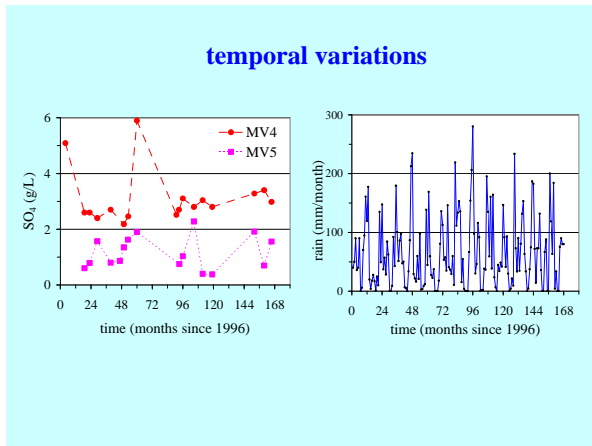 temporal variations
6
4
2
0
SO₄ (g/L)
MV4
MV5
0 24 48 72 96 120 144 168
time (months since 1996)
300
200
100
0
rain (mm/month)
0 24 48 72 96 120 144 168
time (months since 1996)